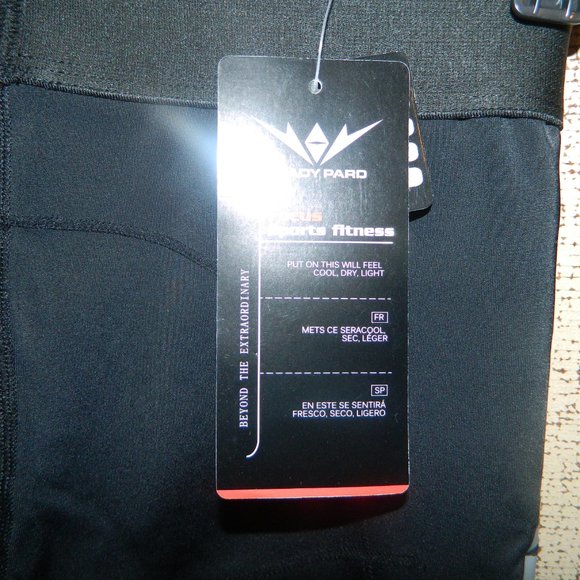 PARD
sports fitness
PUT ON THIS WILL FEEL
COOL, DRY, LIGHT
FR
METS CE SERACOOL,
SEC, LÉGER
SP
EN ESTE SE SENTIRÁ
FRESCO, SECO, LIGERO
BEYOND THE EXTRAORDINARY